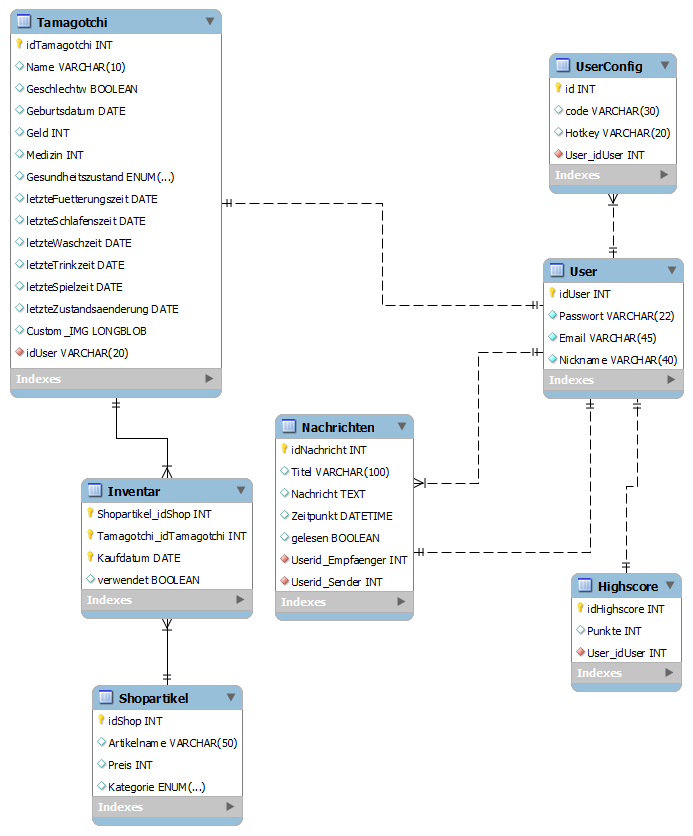 Tamagotchi
idTamagotchi INT
Name VARCHAR(10)
Geschlechtw BOOLEAN
Geburtsdatum DATE
Geld INT
Medizin INT
Gesundheitszustand ENUM(...)
letzteFuetterungszeit DATE
letzteSchlafenszeit DATE
letzteWaschzeit DATE
letzteTrinkzeit DATE
letzteSpielzeit DATE
letzteZustandsaenderung DATE
Custom_IMG LONGBLOB
idUser VARCHAR(20)
Indexes
UserConfig
id INT
code VARCHAR(30)
Hotkey VARCHAR(20)
User_idUser INT
Indexes
User
idUser INT
Passwort VARCHAR(22)
Email VARCHAR(45)
Nickname VARCHAR(40)
Indexes
Nachrichten
idNachricht INT
Titel VARCHAR(100)
Nachricht TEXT
Zeitpunkt DATETIME
gelesen BOOLEAN
Userid_Empfaenger INT
Userid_Sender INT
Indexes
Inventar
Shopartikel_idShop INT
Tamagotchi_idTamagotchi INT
Kaufdatum DATE
verwendet BOOLEAN
Indexes
Highscore
idHighscore INT
Punkte INT
User_idUser INT
Indexes
Shopartikel
idShop INT
Artikelname VARCHAR(50)
Preis INT
Kategorie ENUM(...)
Indexes